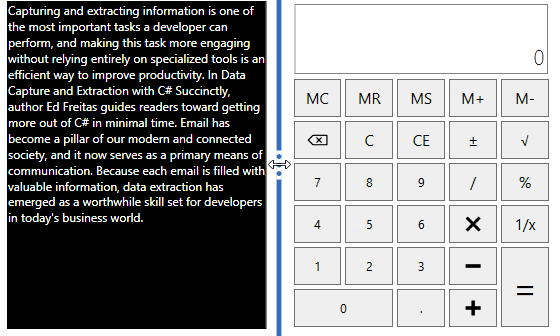 Capturing and extracting information is one of
the most important tasks a developer can
perform, and making this task more engaging
without relying entirely on specialized tools is an
efficient way to improve productivity. In Data
Capture and Extraction with C# Succinctly,
author Ed Freitas guides readers toward getting
more out of C# in minimal time. Email has
become a pillar of our modern and connected
society, and it now serves as a primary means of
communication. Because each email is filled with
valuable information, data extraction has
emerged as a worthwhile skill set for developers
in today's business world.
0
MC MR MS M+ M-
C CE ± √
7 8 9 / %
4 5 6 × 1/x
1 2 3 −
0 . + =